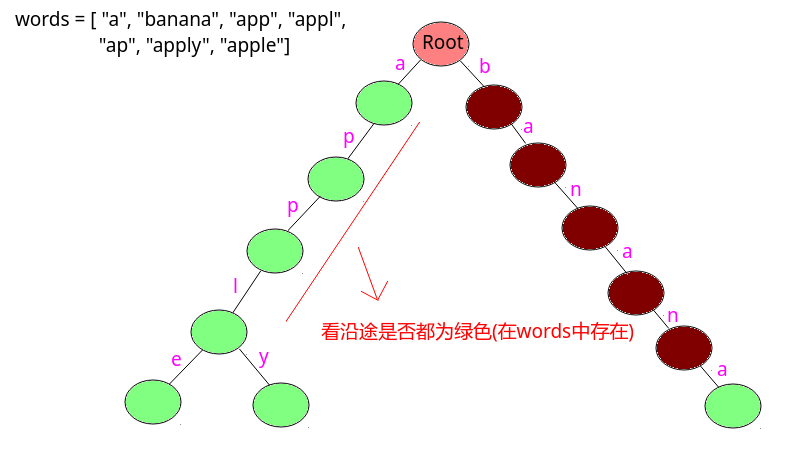 words = [ "a", "banana", "app", "appl",
"ap", "apply", "apple"]
Root
a
b
p
a
p
n
l
a
e
y
n
a
看沿途是否都为绿色(在words中存在)